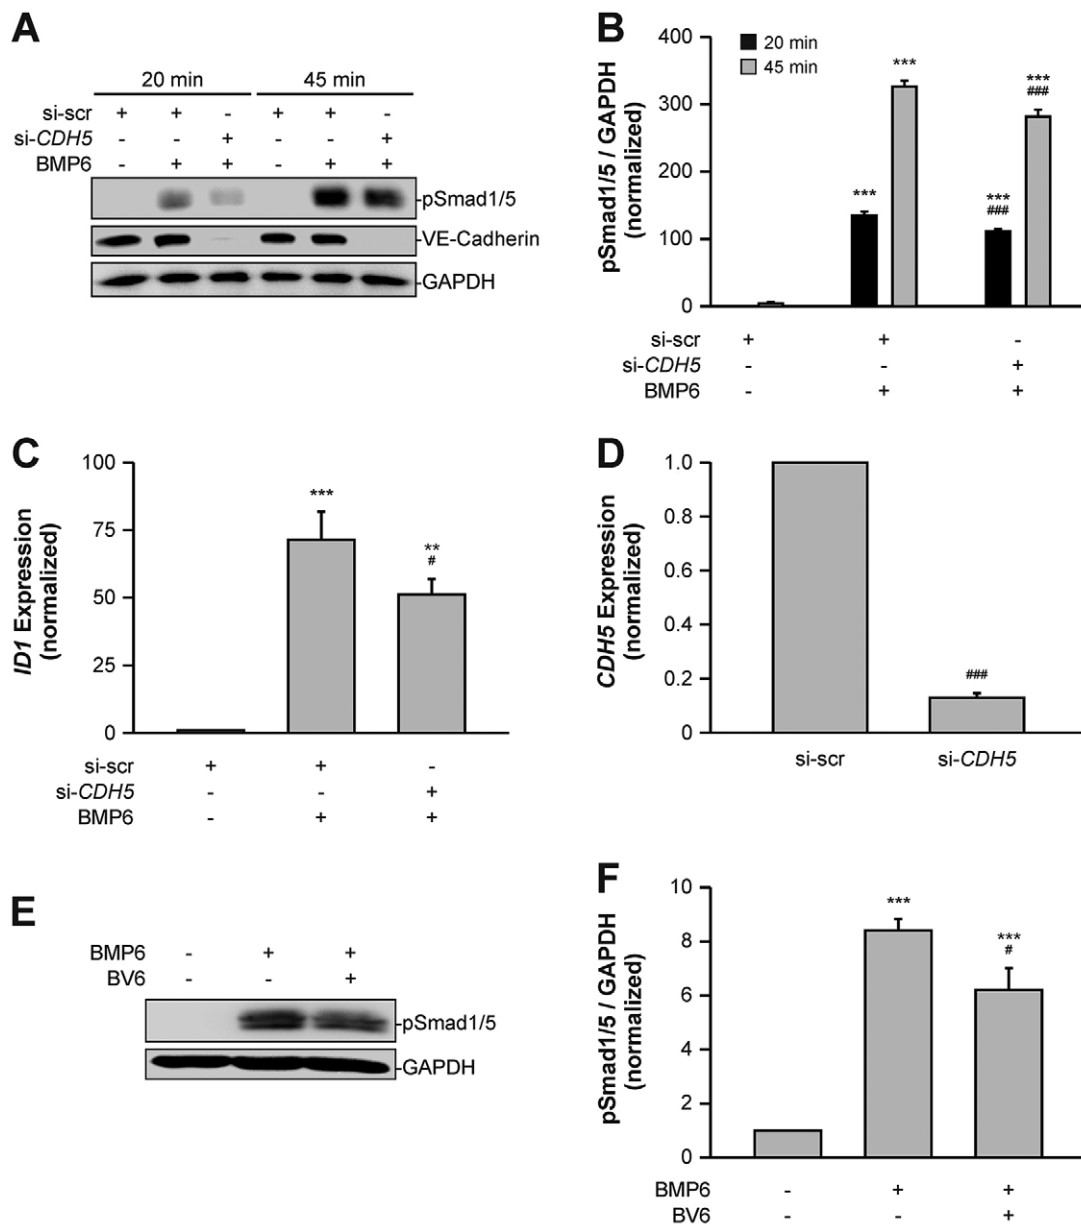 A
20 min 45 min
si-scr + + - + + -
si-CDH5 - - + - - +
BMP6 - + + - + +
-pSmad1/5
-VE-Cadherin
-GAPDH
B
pSmad1/5 / GAPDH
(normalized)
400
300
200
100
0
20 min
45 min
***
***
***
###
***
###
si-scr + + -
si-CDH5 - - +
BMP6 - + +
C
ID1 Expression
(normalized)
100
75
50
25
0
***
**
#
si-scr + + -
si-CDH5 - - +
BMP6 - + +
D
CDH5 Expression
(normalized)
1.0
0.8
0.6
0.4
0.2
0
###
si-scr si-CDH5
E
BMP6 - + +
BV6 - - +
-pSmad1/5
-GAPDH
F
pSmad1/5 / GAPDH
(normalized)
10
8
6
4
2
0
***
***
#
BMP6 - + +
BV6 - - +